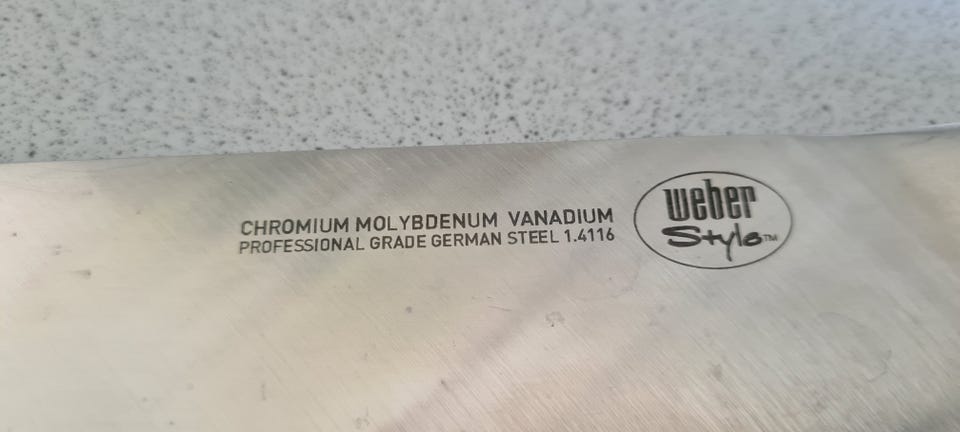 CHROMIUM MOLYBDENUM VANADIUM
PROFESSIONAL GRADE GERMAN STEEL 1.4116
weber
Style™